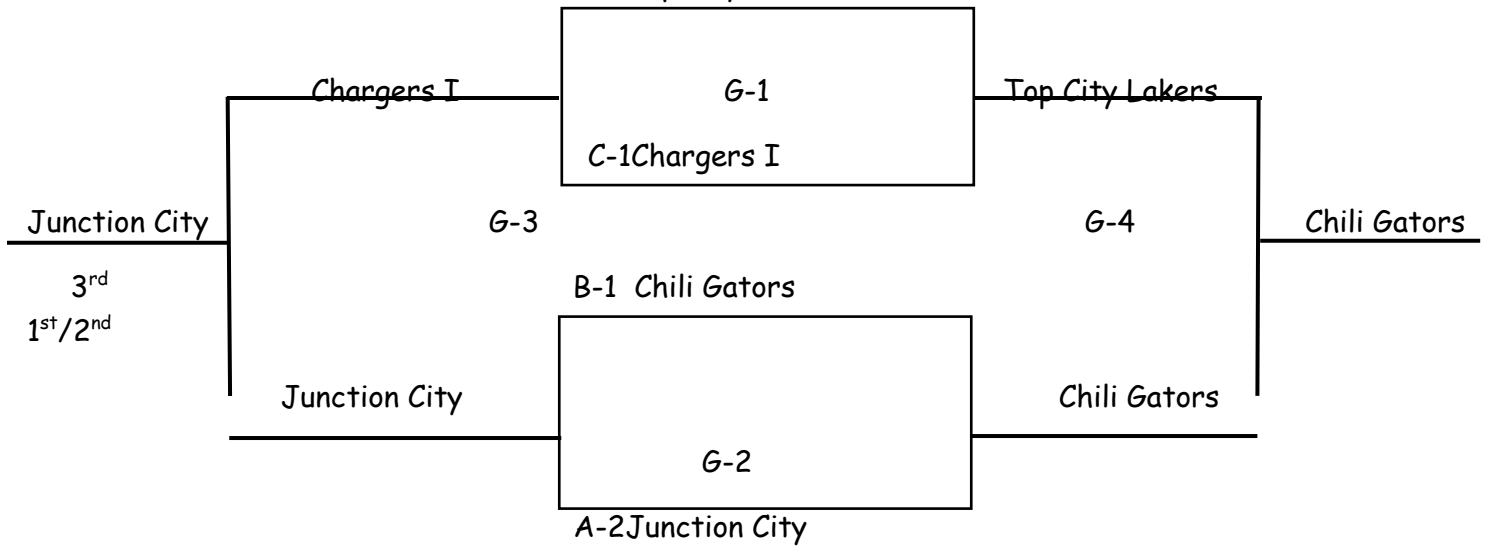 Chargers I G-1 Top City Lakers
C-1Chargers I
Junction City G-3 G-4 Chili Gators
3rd B-1 Chili Gators
1st/2nd
Junction City Chili Gators
G-2
A-2Junction City